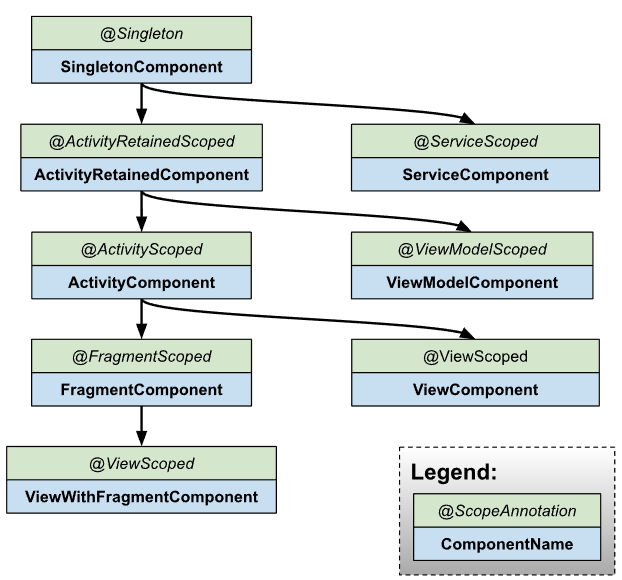 @Singleton
SingletonComponent
@ActivityRetainedScoped
ActivityRetainedComponent
@ServiceScoped
ServiceComponent
@ActivityScoped
ActivityComponent
@ViewModelScoped
ViewModelComponent
@FragmentScoped
FragmentComponent
@ViewScoped
ViewComponent
@ViewScoped
ViewWithFragmentComponent
Legend:
@ScopeAnnotation
ComponentName